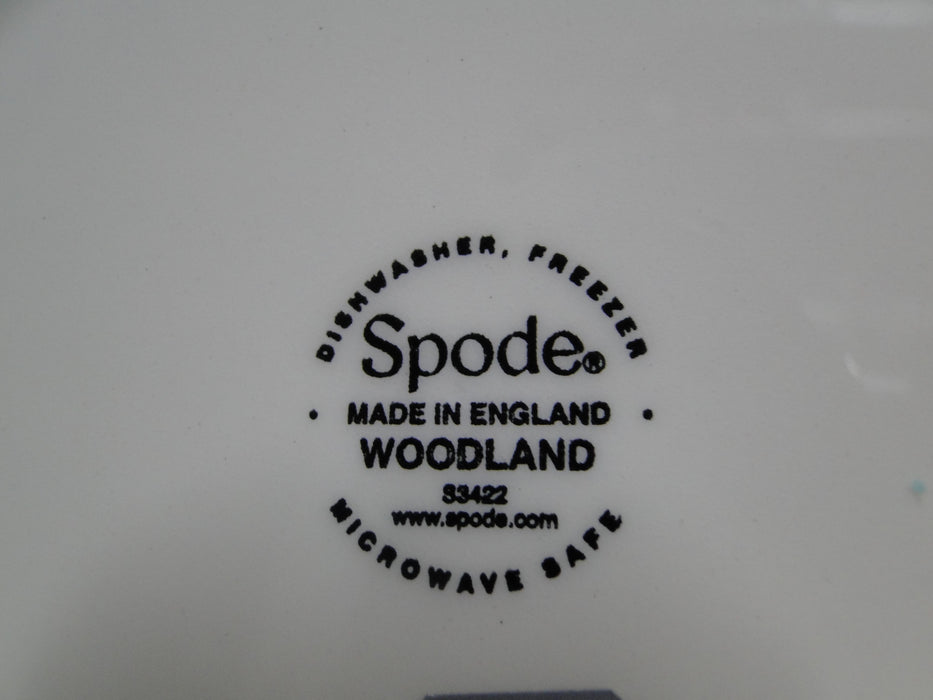 DISHWASHER, FREEZER
Spode®
• MADE IN ENGLAND •
WOODLAND
S3422
www.spode.com
MICROWAVE SAFE